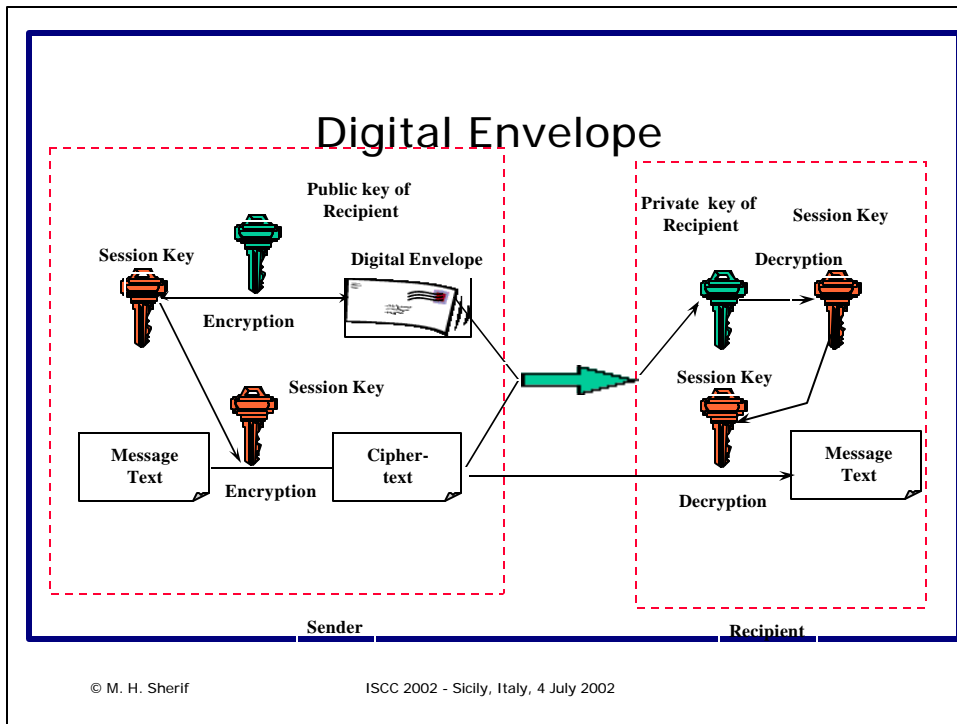 Digital Envelope
Public key of
Recipient
Session Key
Digital Envelope
Encryption
Session Key
Message
Text
Encryption
Cipher-
text
Private key of
Recipient
Session Key
Decryption
Session Key
Decryption
Message
Text
Sender
Recipient
© M. H. Sherif
ISCC 2002 - Sicily, Italy, 4 July 2002